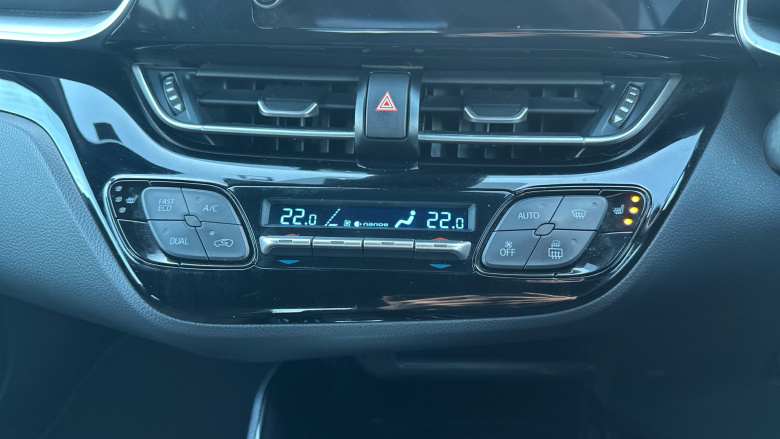 FAST
ECO
A/C
DUAL
22.0
nanoe
22.0
AUTO
OFF